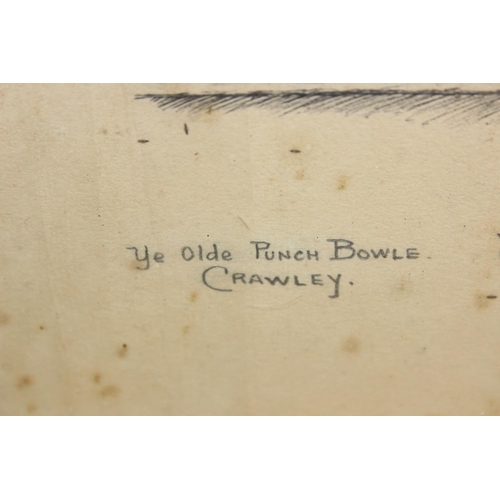 Ye Olde PUNCH BOWLE.
CRAWLEY.